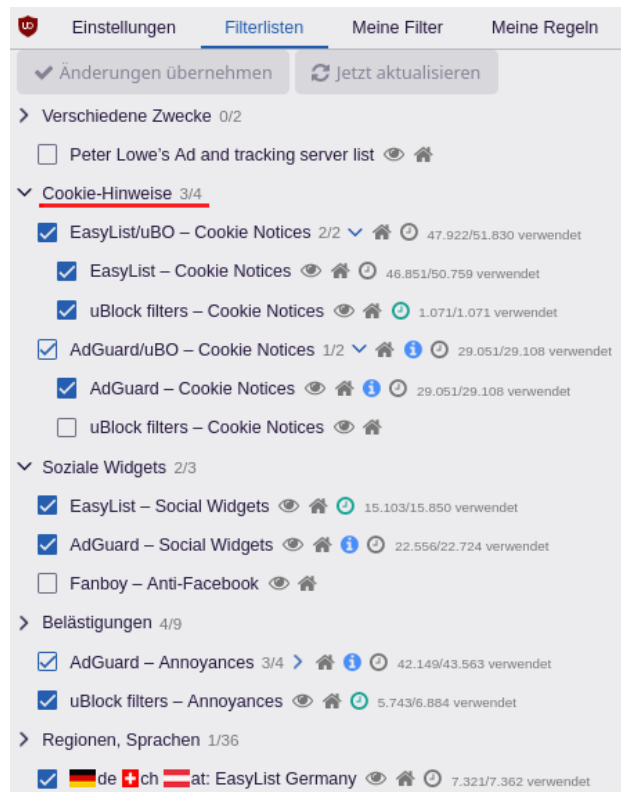 Einstellungen Filterlisten Meine Filter Meine Regeln
Änderungen übernehmen Jetzt aktualisieren
Verschiedene Zwecke 0/2
Peter Lowe’s Ad and tracking server list
Cookie-Hinweise 3/4
EasyList/uBO – Cookie Notices 2/2 47.922/51.830 verwendet
EasyList – Cookie Notices 46.851/50.759 verwendet
uBlock filters – Cookie Notices 1.071/1.071 verwendet
AdGuard/uBO – Cookie Notices 1/2 29.051/29.108 verwendet
AdGuard – Cookie Notices 29.051/29.108 verwendet
uBlock filters – Cookie Notices
Soziale Widgets 2/3
EasyList – Social Widgets 15.103/15.850 verwendet
AdGuard – Social Widgets 22.556/22.724 verwendet
Fanboy – Anti-Facebook
Belästigungen 4/9
AdGuard – Annoyances 3/4 42.149/43.563 verwendet
uBlock filters – Annoyances 5.743/6.884 verwendet
Regionen, Sprachen 1/36
de ch at: EasyList Germany 7.321/7.362 verwendet